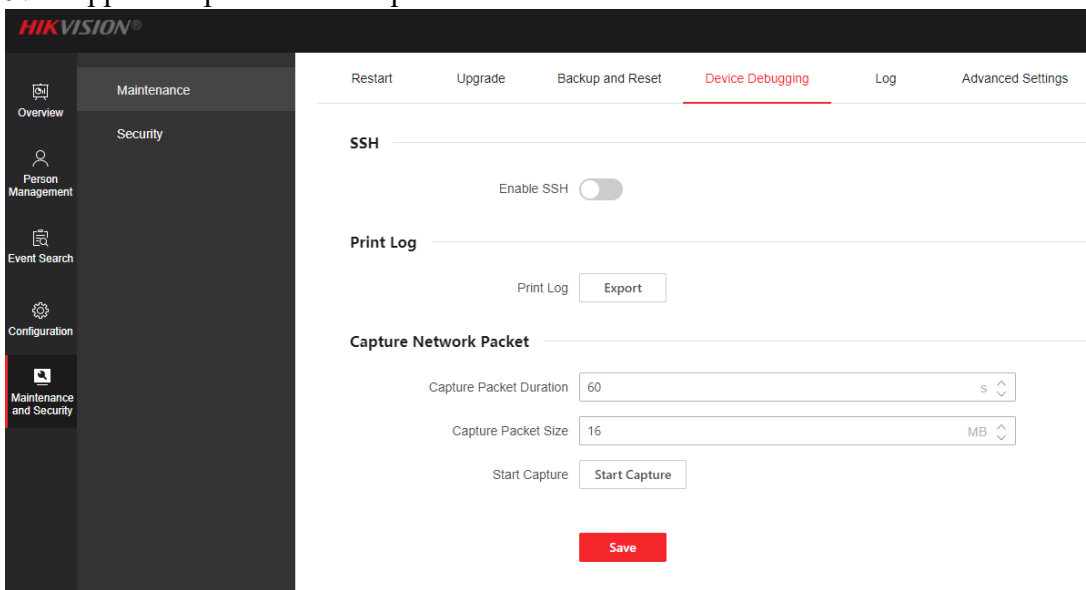 HIKVISION®
Overview
Person
Management
Event Search
Configuration
Maintenance
and Security
Maintenance
Security
Restart Upgrade Backup and Reset Device Debugging Log Advanced Settings
SSH
Enable SSH
Print Log
Print Log Export
Capture Network Packet
Capture Packet Duration 60 s
Capture Packet Size 16 MB
Start Capture Start Capture
Save